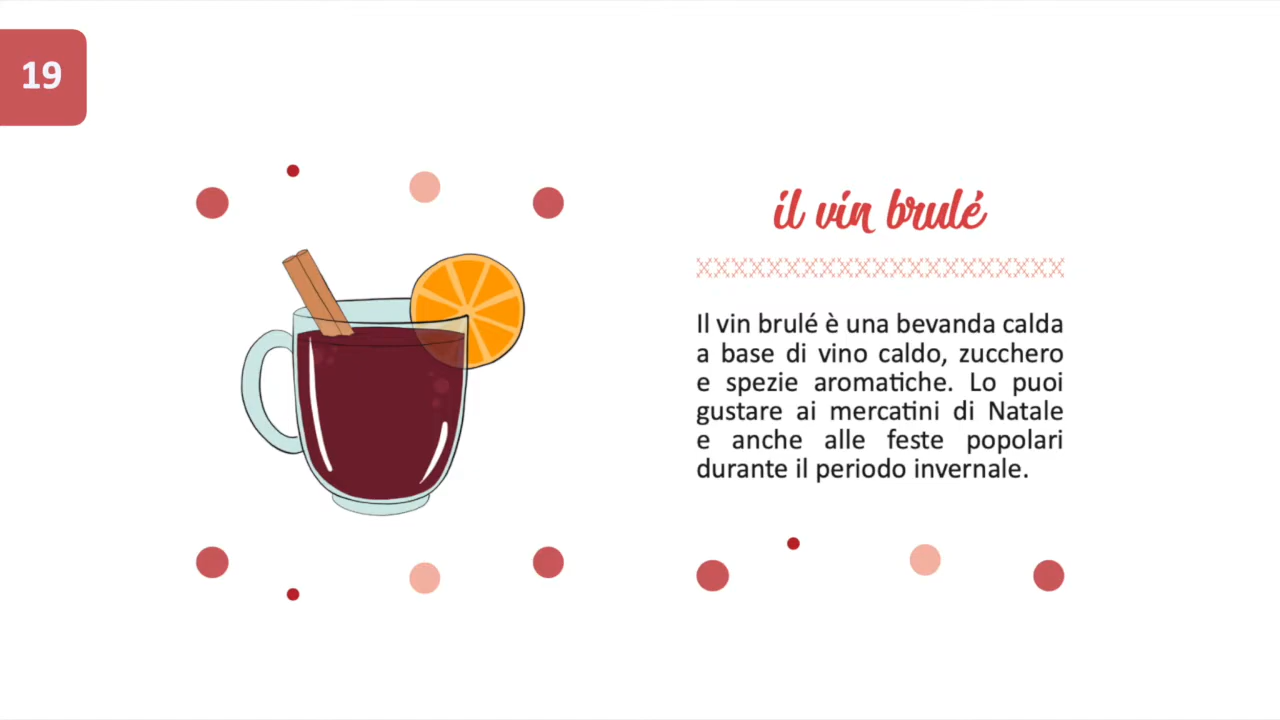 19
il vin brulé
Il vin brulé è una bevanda calda
a base di vino caldo, zucchero
e spezie aromatiche. Lo puoi
gustare ai mercatini di Natale
e anche alle feste popolari
durante il periodo invernale.